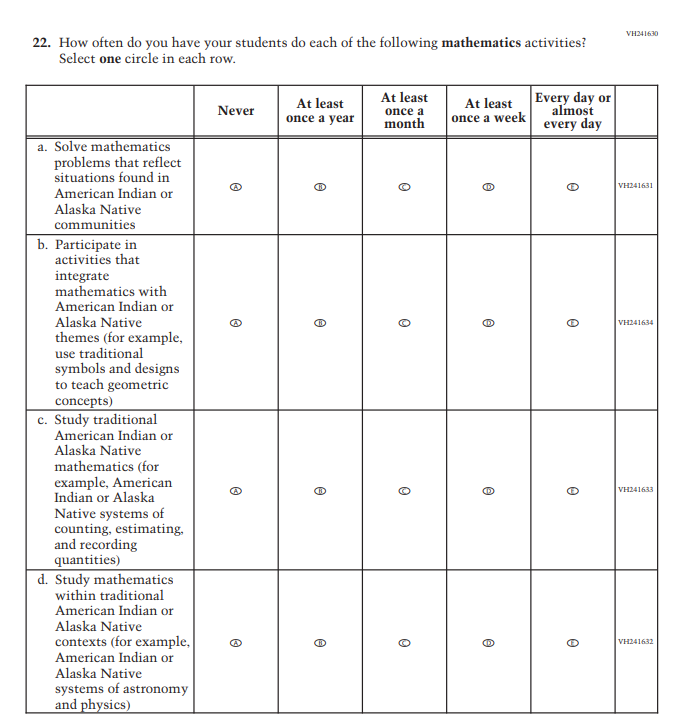 VH241630
22. How often do you have your students do each of the following mathematics activities?
Select one circle in each row.
Never
At least
once a year
At least
once a
month
At least
once a week
Every day or
almost
every day
a. Solve mathematics
problems that reflect
situations found in
American Indian or
Alaska Native
communities
A B C D E VH241631
b. Participate in
activities that
integrate
mathematics with
American Indian or
Alaska Native
themes (for example,
use traditional
symbols and designs
to teach geometric
concepts)
A B C D E VH241634
c. Study traditional
American Indian or
Alaska Native
mathematics (for
example, American
Indian or Alaska
Native systems of
counting, estimating,
and recording
quantities)
A B C D E VH241633
d. Study mathematics
within traditional
American Indian or
Alaska Native
contexts (for example,
American Indian or
Alaska Native
systems of astronomy
and physics)
A B C D E VH241632